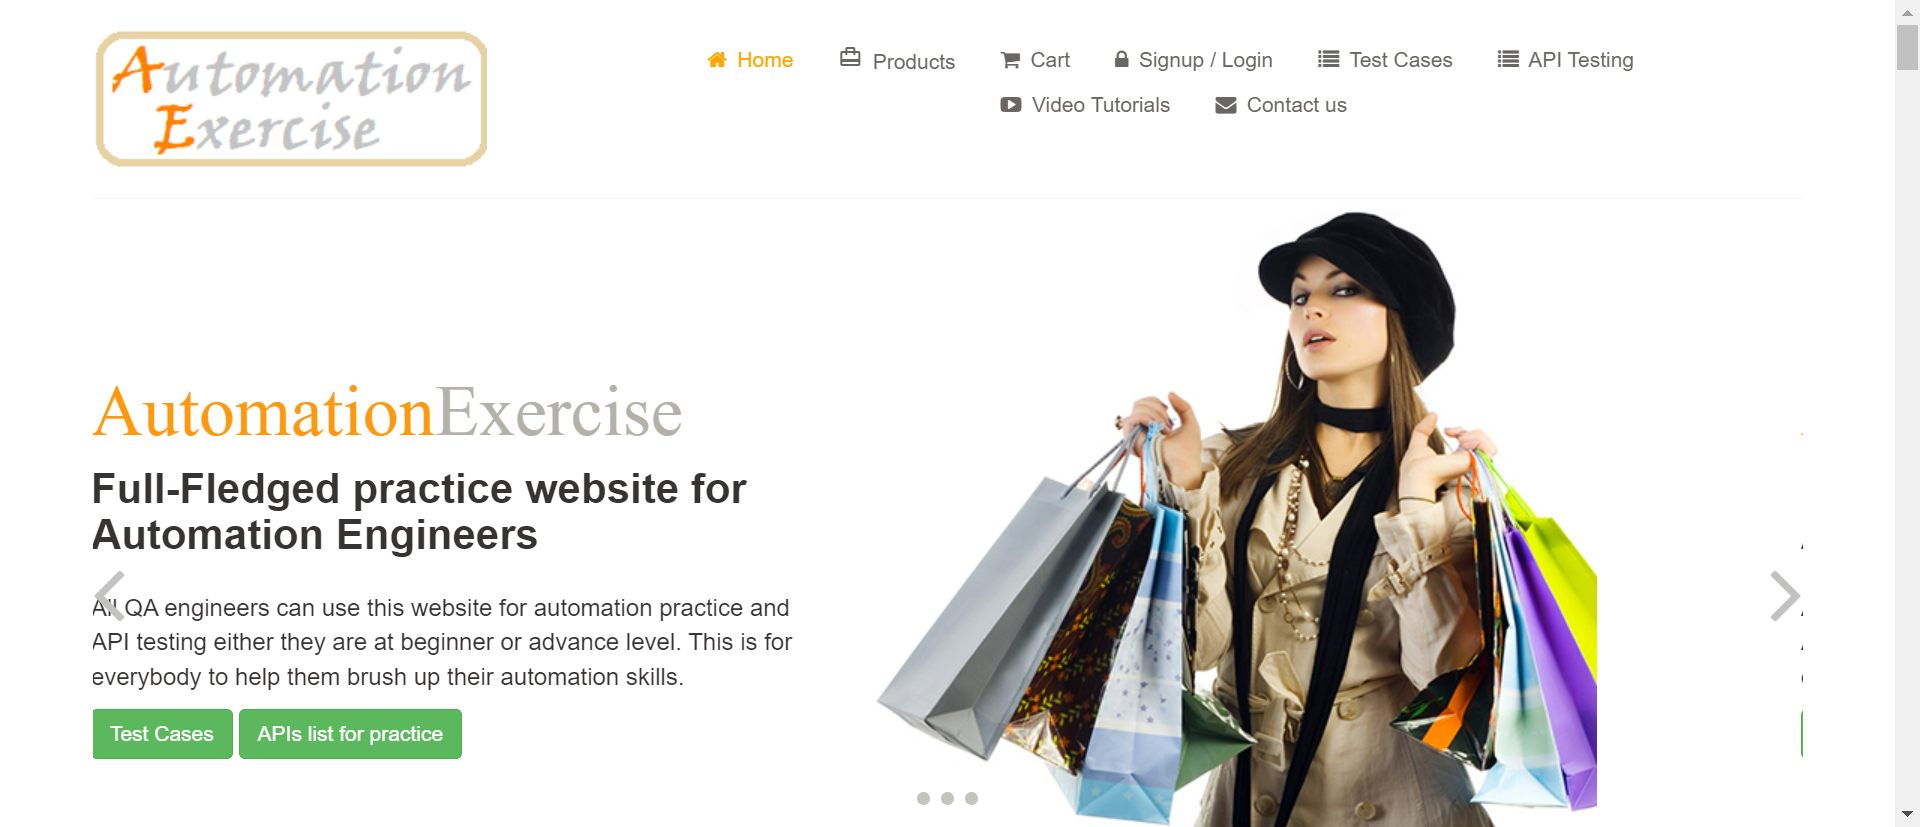 Automation
Exercise
Home
Products
Cart
Signup / Login
Test Cases
API Testing
Video Tutorials
Contact us
AutomationExercise
Full-Fledged practice website for
Automation Engineers
All QA engineers can use this website for automation practice and
API testing either they are at beginner or advance level. This is for
everybody to help them brush up their automation skills.
Test Cases
APIs list for practice